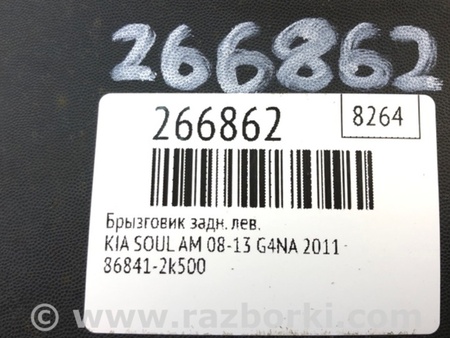 266862
266862
8264
Брызговик задн. лев.
KIA SOUL AM 08-13 G4NA 2011
86841-2k500
© www.razborki.com